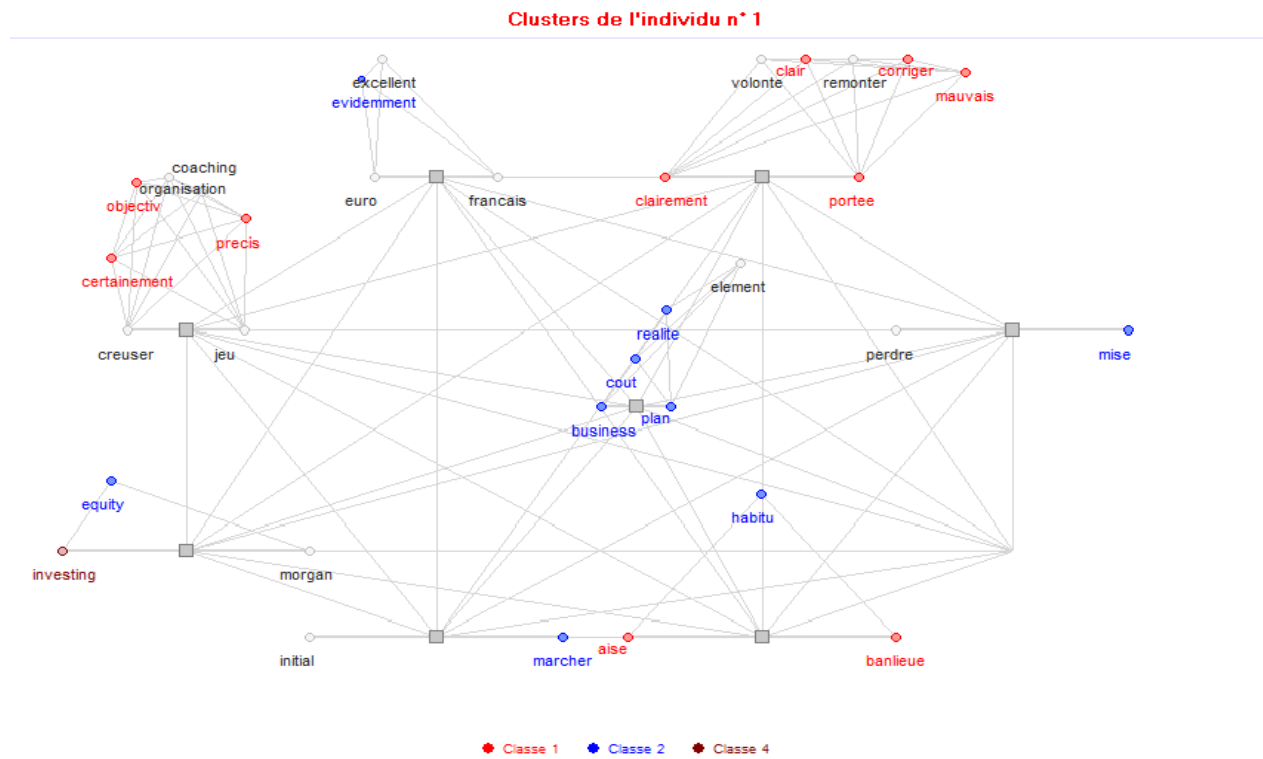 Clusters de l'individu n° 1
excellent
evidemment
volonte
clair
remonter
corriger
mauvais
coaching
organisation
objectiv
precis
certainement
euro
francais
clairement
portee
element
realite
creuser
jeu
perdre
mise
cout
plan
business
equity
habitu
investing
morgan
initial
marcher
aise
banlieue
Classe 1 Classe 2 Classe 4